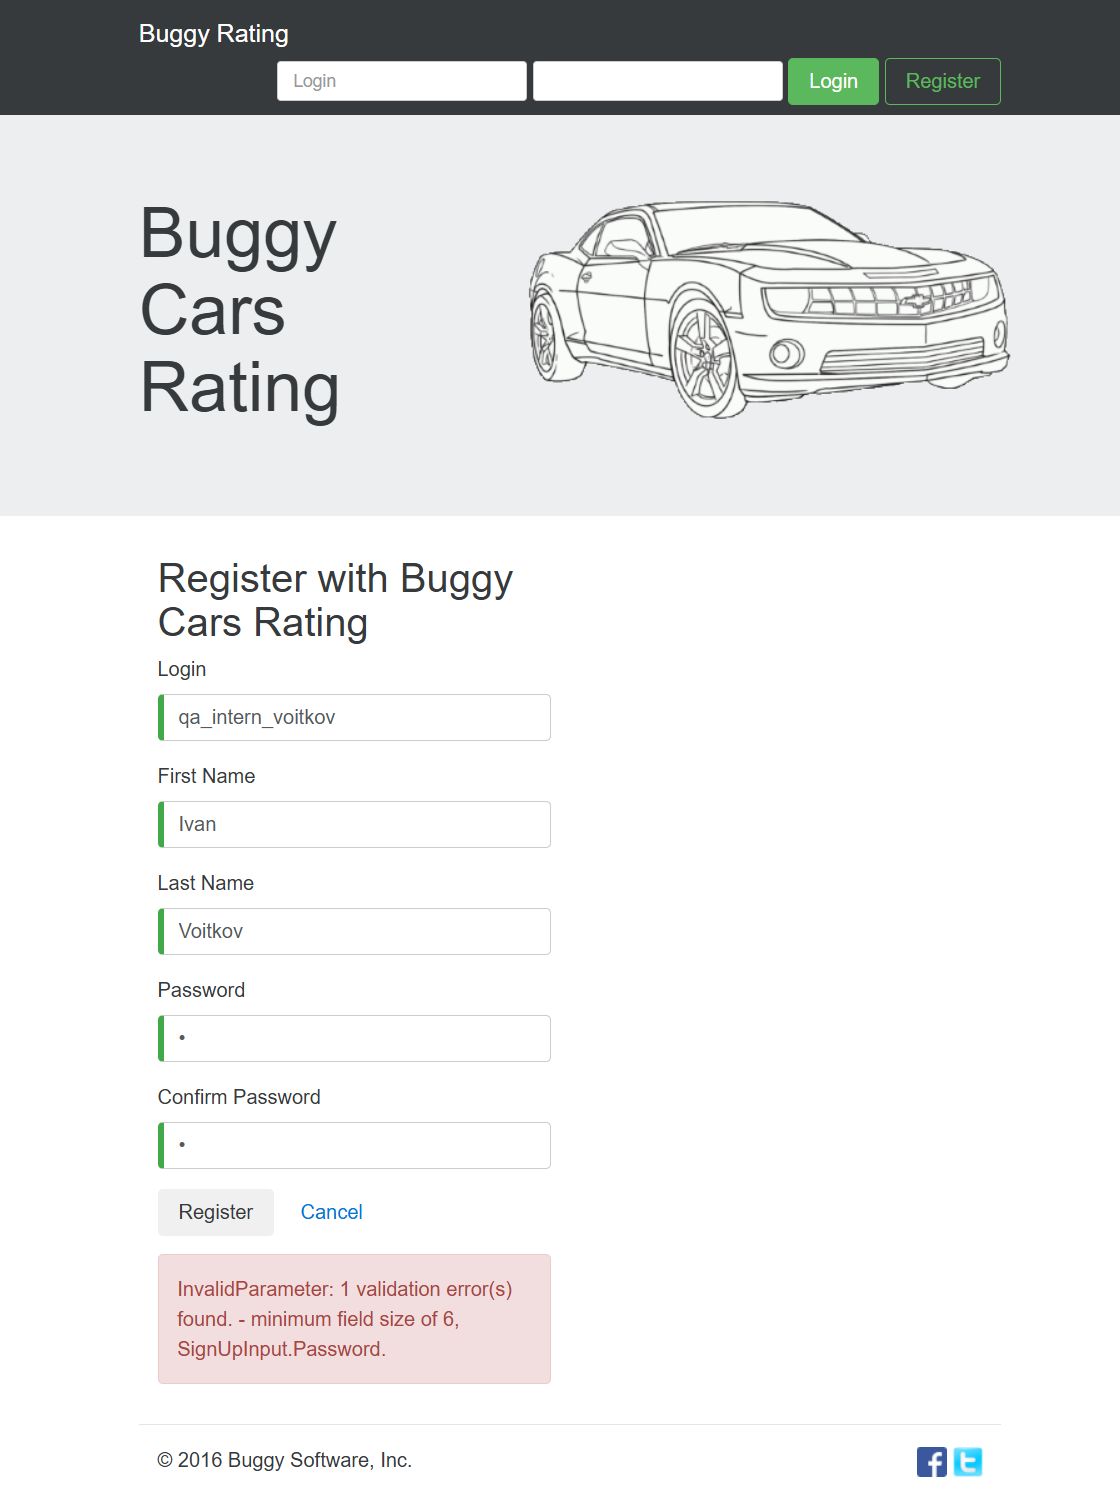 Buggy Rating
Login
Login
Register
Buggy
Cars
Rating
Register with Buggy
Cars Rating
Login
qa_intern_voitkov
First Name
Ivan
Last Name
Voitkov
Password
•
Confirm Password
•
Register
Cancel
InvalidParameter: 1 validation error(s)
found. - minimum field size of 6,
SignUpInput.Password.
© 2016 Buggy Software, Inc.